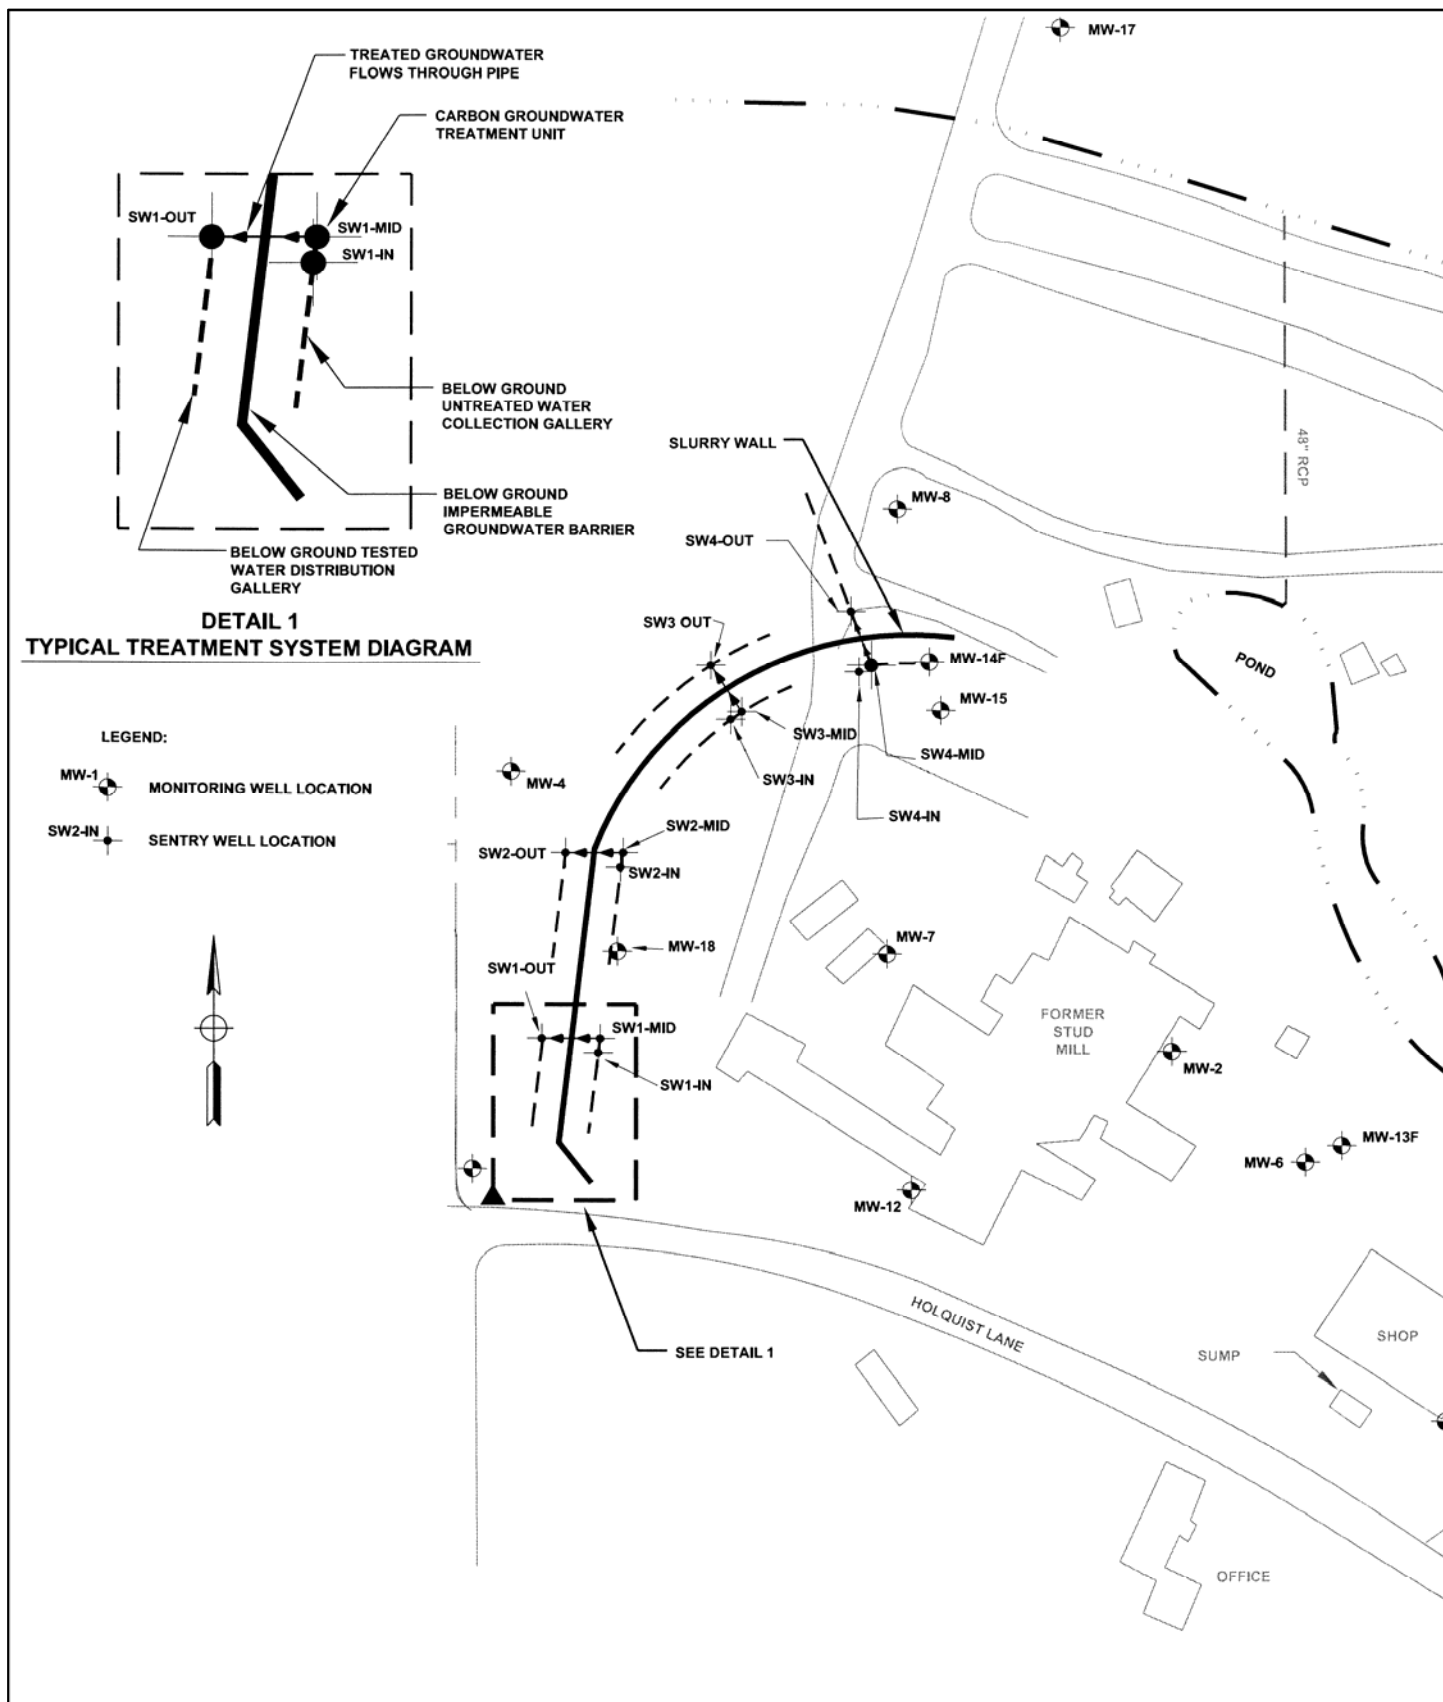 MW-17
TREATED GROUNDWATER
FLOWS THROUGH PIPE
CARBON GROUNDWATER
TREATMENT UNIT
SW1-OUT
SW1-MID
SW1-IN
BELOW GROUND
UNTREATED WATER
COLLECTION GALLERY
BELOW GROUND
IMPERMEABLE
GROUNDWATER BARRIER
BELOW GROUND TESTED
WATER DISTRIBUTION
GALLERY
DETAIL 1
TYPICAL TREATMENT SYSTEM DIAGRAM
SLURRY WALL
48" RCP
MW-8
SW4-OUT
SW3 OUT
MW-14F
POND
MW-15
SW3-MID
SW4-MID
SW3-IN
SW4-IN
LEGEND:
MW-1
MONITORING WELL LOCATION
SW2-IN
SENTRY WELL LOCATION
MW-4
SW2-MID
SW2-OUT
SW2-IN
MW-18
MW-7
SW1-OUT
SW1-MID
SW1-IN
FORMER
STUD
MILL
MW-2
MW-13F
MW-6
MW-12
HOLQUIST LANE
SEE DETAIL 1
SHOP
SUMP
OFFICE